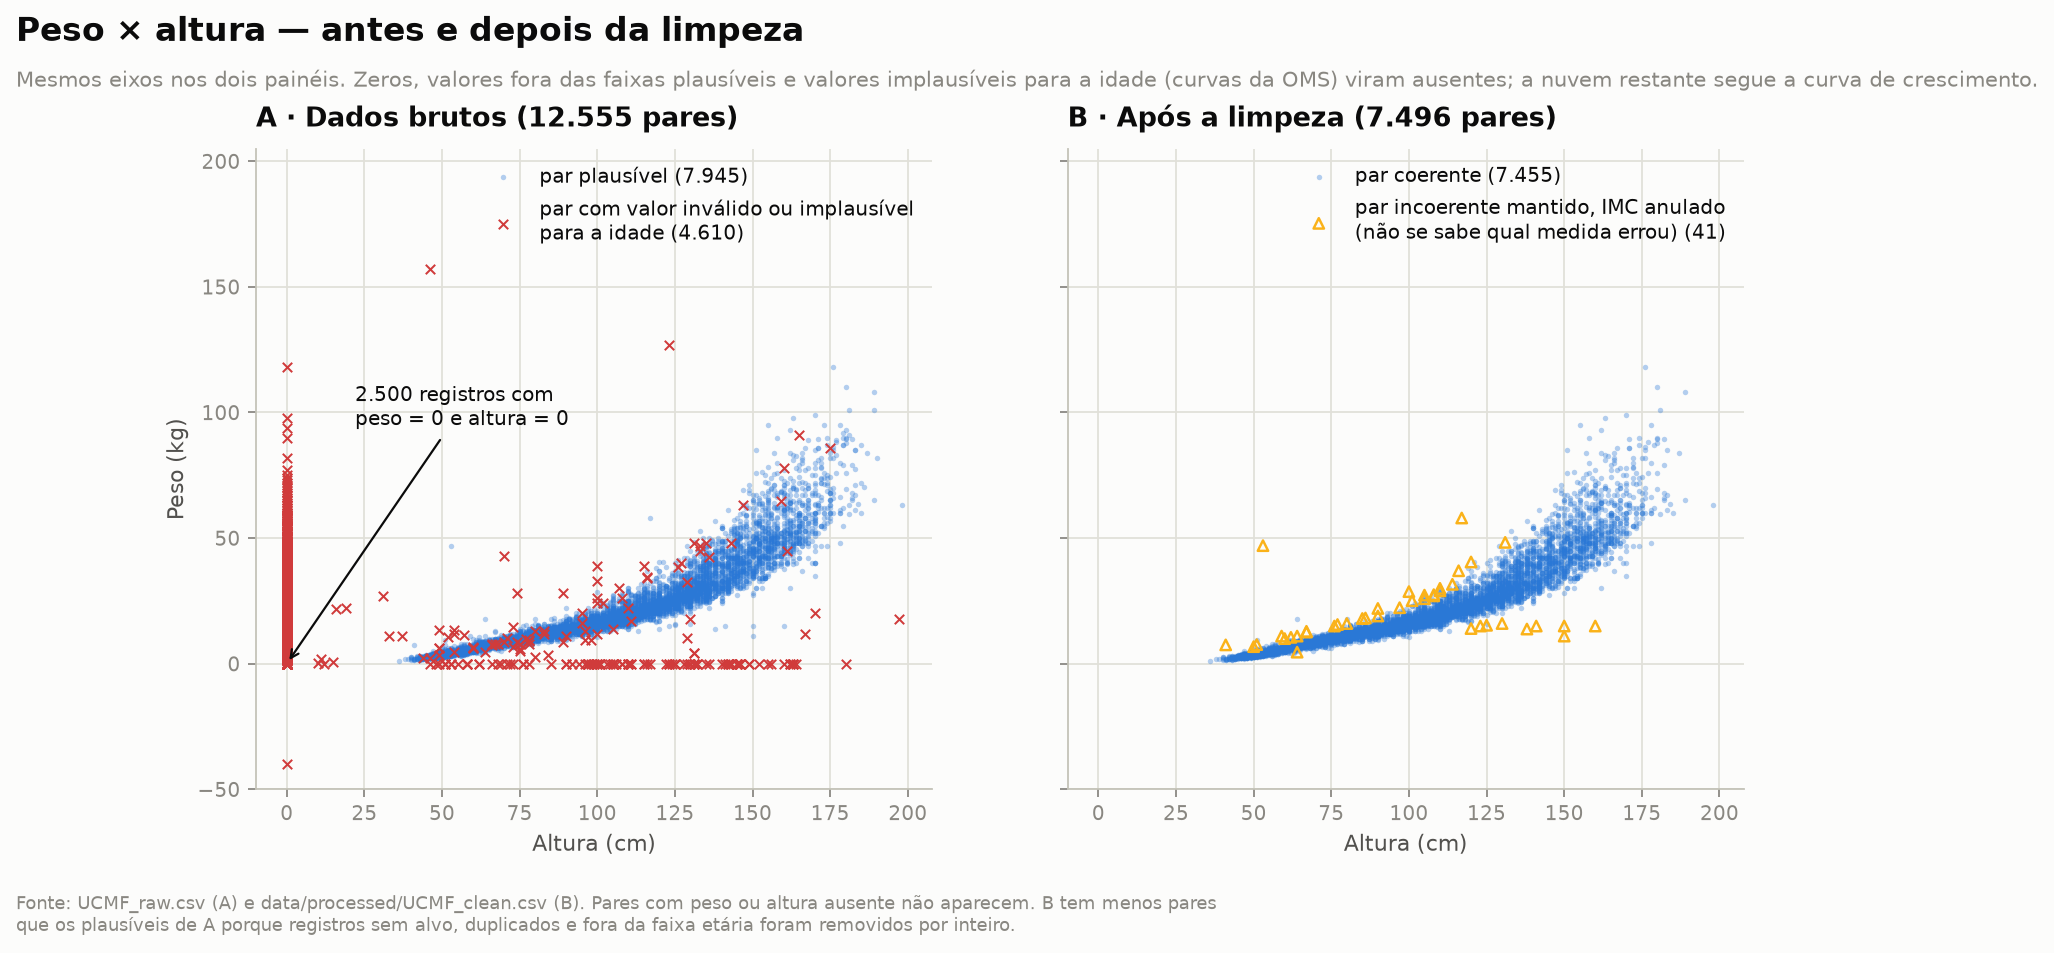 Peso × altura — antes e depois da limpeza
Mesmos eixos nos dois painéis. Zeros, valores fora das faixas plausíveis e valores implausíveis para a idade (curvas da OMS) viram ausentes; a nuvem restante segue a curva de crescimento.
A · Dados brutos (12.555 pares)
par plausível (7.945)
par com valor inválido ou implausível
para a idade (4.610)
2.500 registros com
peso = 0 e altura = 0
Peso (kg)
200
150
100
50
0
−50
0
25
50
75
100
125
150
175
200
Altura (cm)
B · Após a limpeza (7.496 pares)
par coerente (7.455)
par incoerente mantido, IMC anulado
(não se sabe qual medida errou) (41)
0
25
50
75
100
125
150
175
200
Altura (cm)
Fonte: UCMF_raw.csv (A) e data/processed/UCMF_clean.csv (B). Pares com peso ou altura ausente não aparecem. B tem menos pares
que os plausíveis de A porque registros sem alvo, duplicados e fora da faixa etária foram removidos por inteiro.